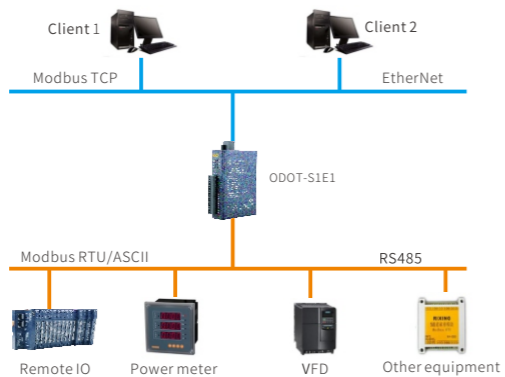 Client 1
Client 2
Modbus TCP
EtherNet
ODOT-S1E1
Modbus RTU/ASCII
RS485
Remote IO
Power meter
VFD
Other equipment